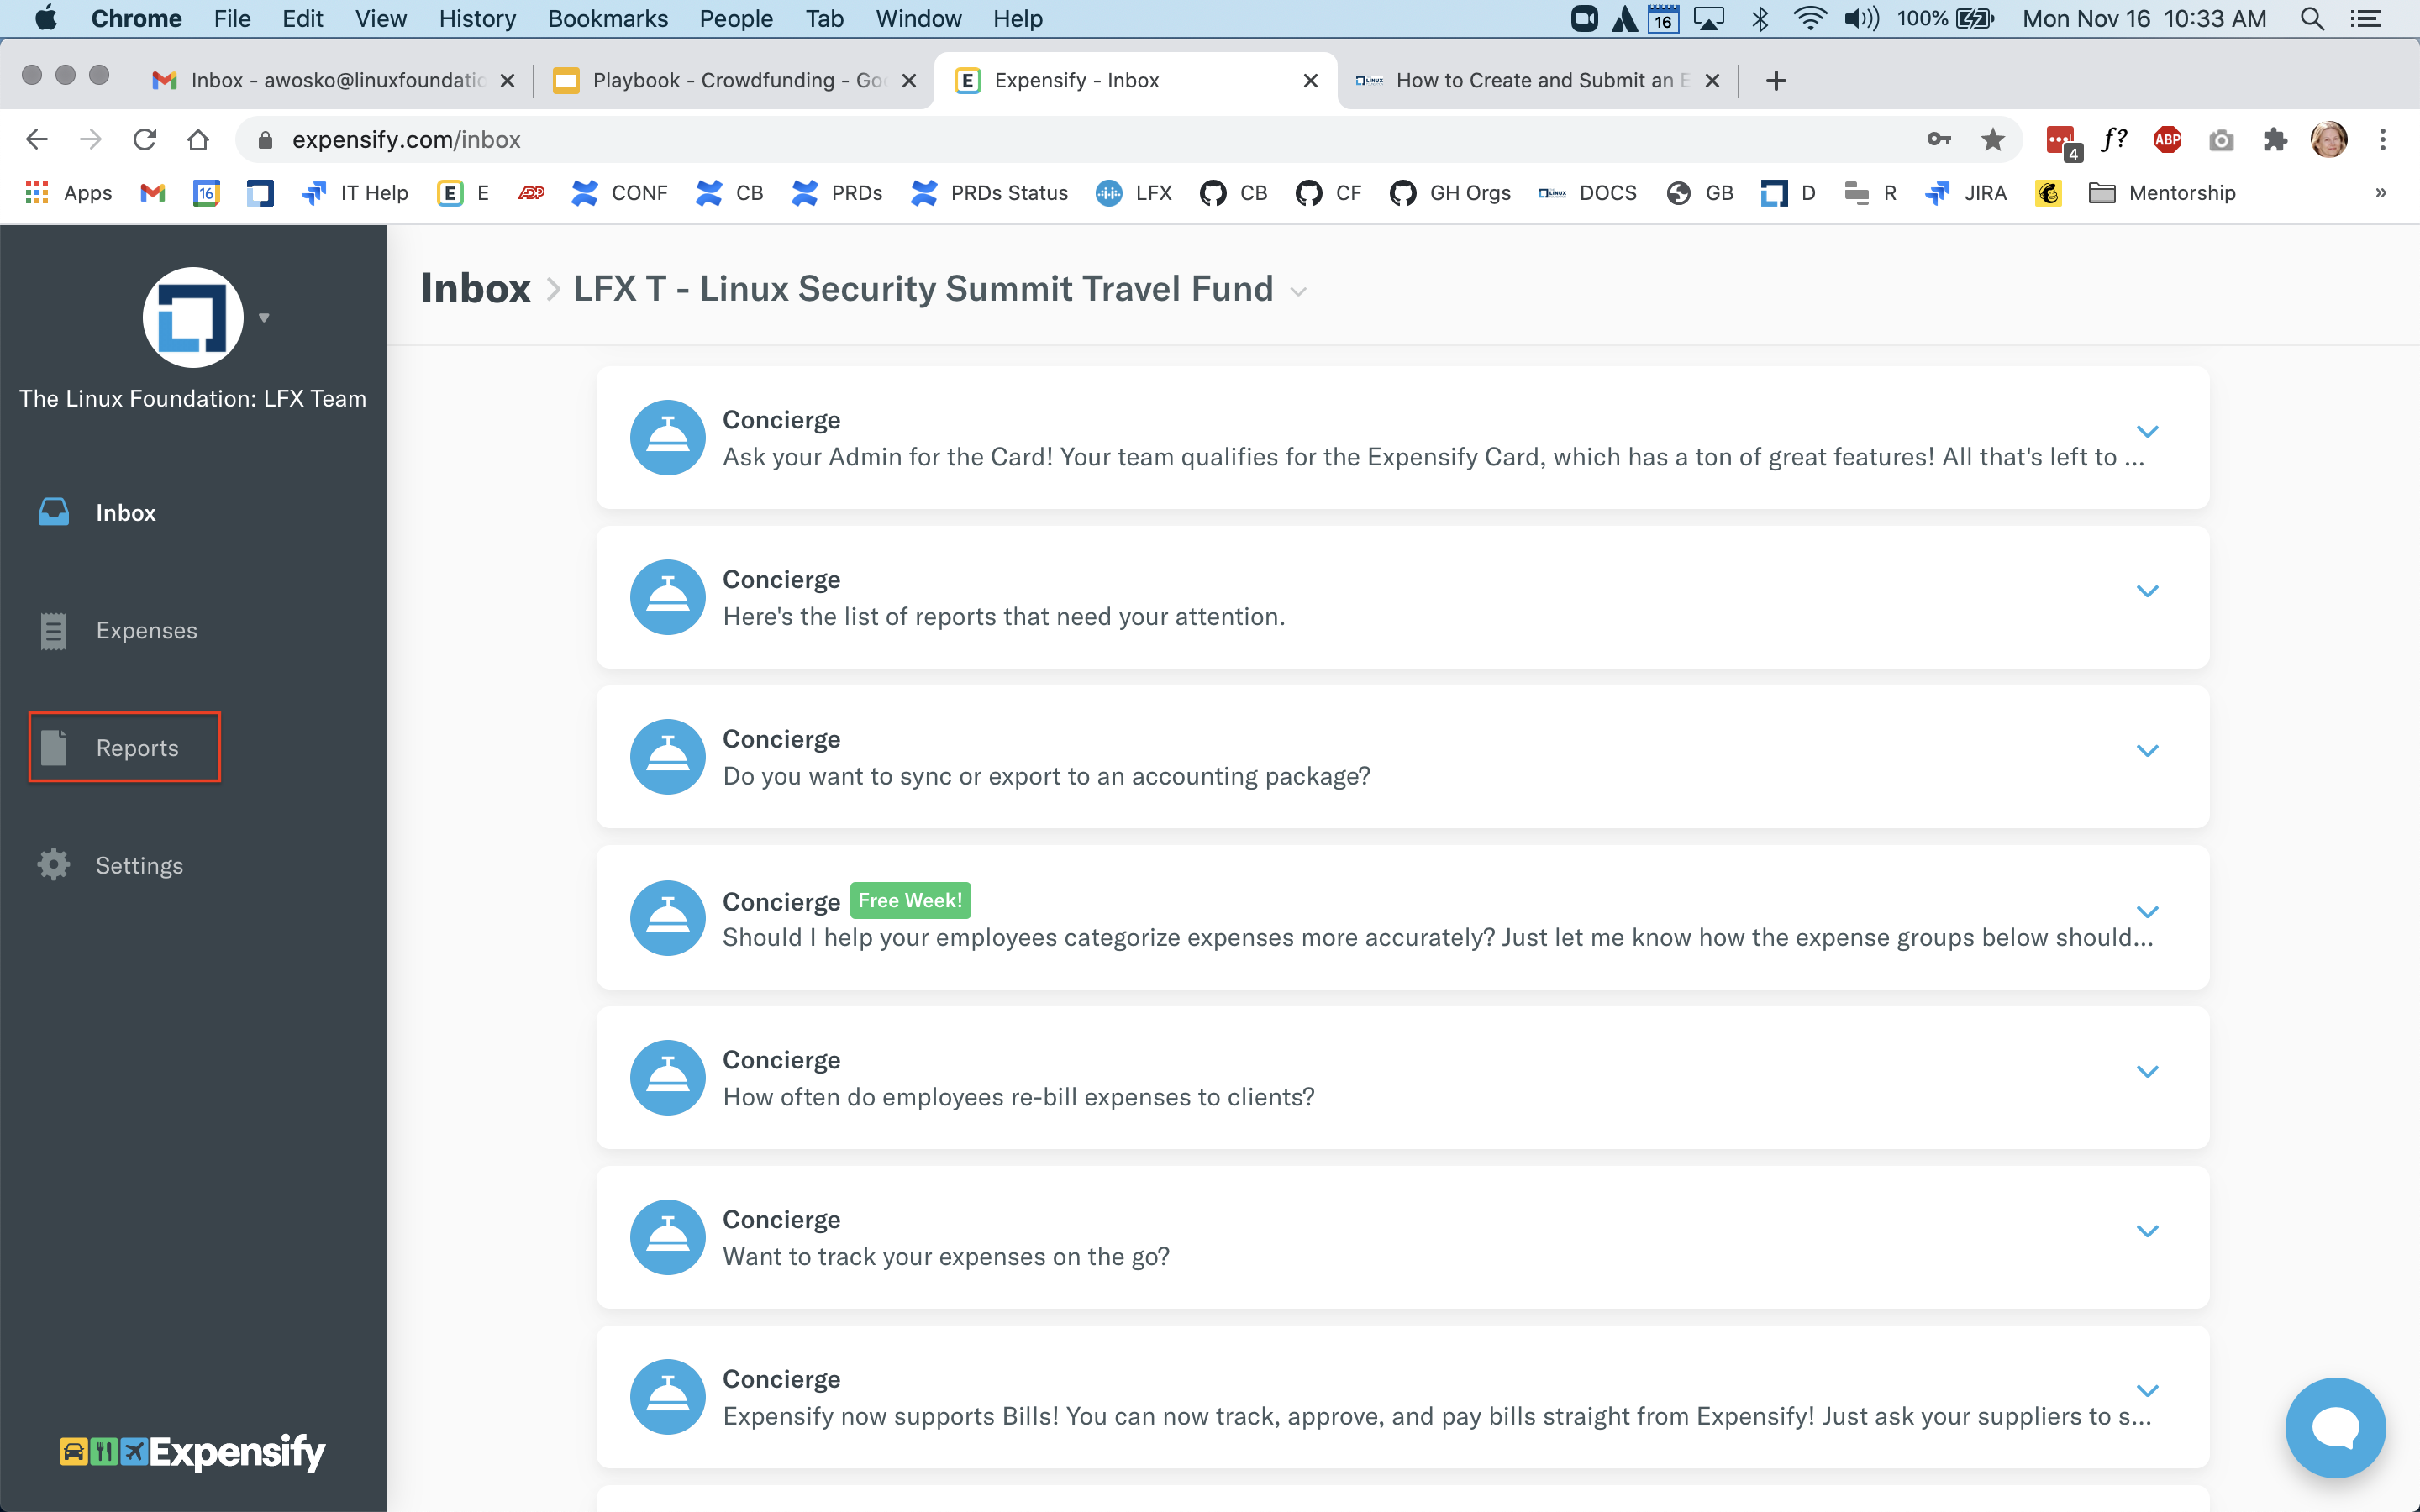 Chrome File Edit View History Bookmarks People Tab Window Help 16 100% Mon Nov 16 10:33 AM
Inbox - awosko@linuxfoundatio Playbook - Crowdfunding - Go E Expensify - Inbox LINUX How to Create and Submit an E
expensify.com/inbox 4 f? ABP
Apps 16 IT Help E E ADP CONF CB PRDs PRDs Status LFX CB CF GH Orgs LINUX DOCS GB D R JIRA Mentorship »
The Linux Foundation: LFX Team
Inbox
Expenses
Reports
Settings
Expensify
Inbox > LFX T - Linux Security Summit Travel Fund
Concierge
Ask your Admin for the Card! Your team qualifies for the Expensify Card, which has a ton of great features! All that's left to ...
Concierge
Here's the list of reports that need your attention.
Concierge
Do you want to sync or export to an accounting package?
Concierge Free Week!
Should I help your employees categorize expenses more accurately? Just let me know how the expense groups below should...
Concierge
How often do employees re-bill expenses to clients?
Concierge
Want to track your expenses on the go?
Concierge
Expensify now supports Bills! You can now track, approve, and pay bills straight from Expensify! Just ask your suppliers to s...